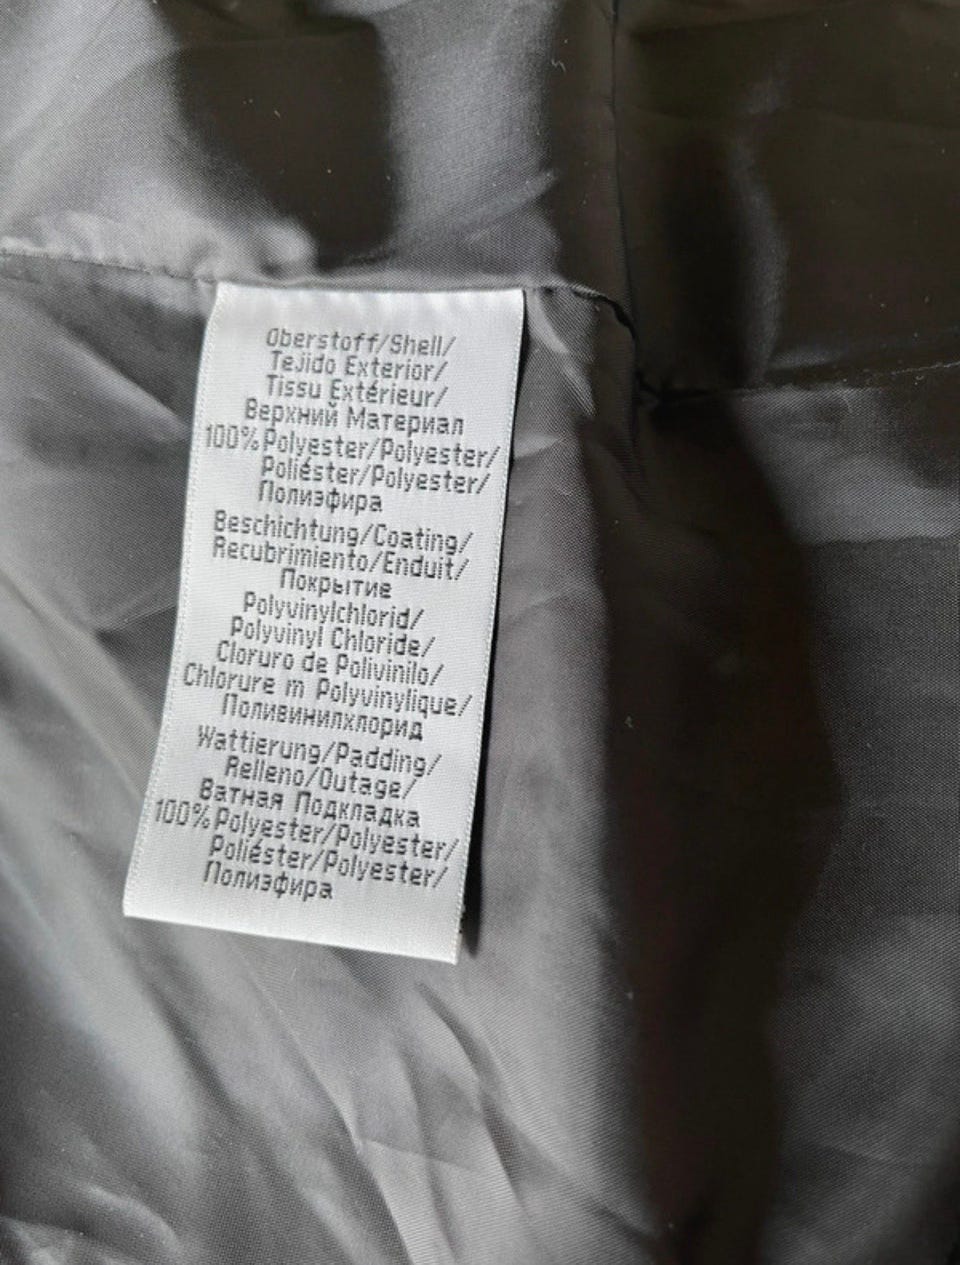 Oberstoff/Shell/
Tejido Exterior/
Tissu Extérieur/
Верхний Материал
100% Polyester/Polyester/
Poliéster/Polyester/
Полиэфира
Beschichtung/Coating/
Recubrimiento/Enduit/
Покрытие
Polyvinylchlorid/
Polyvinyl Chloride/
Cloruro de Polivinilo/
Chlorure m Polyvinylique/
Поливинилхлорид
Wattierung/Padding/
Relleno/Outage/
Ватная Подкладка
100% Polyester/Polyester/
Poliéster/Polyester/
Полиэфира